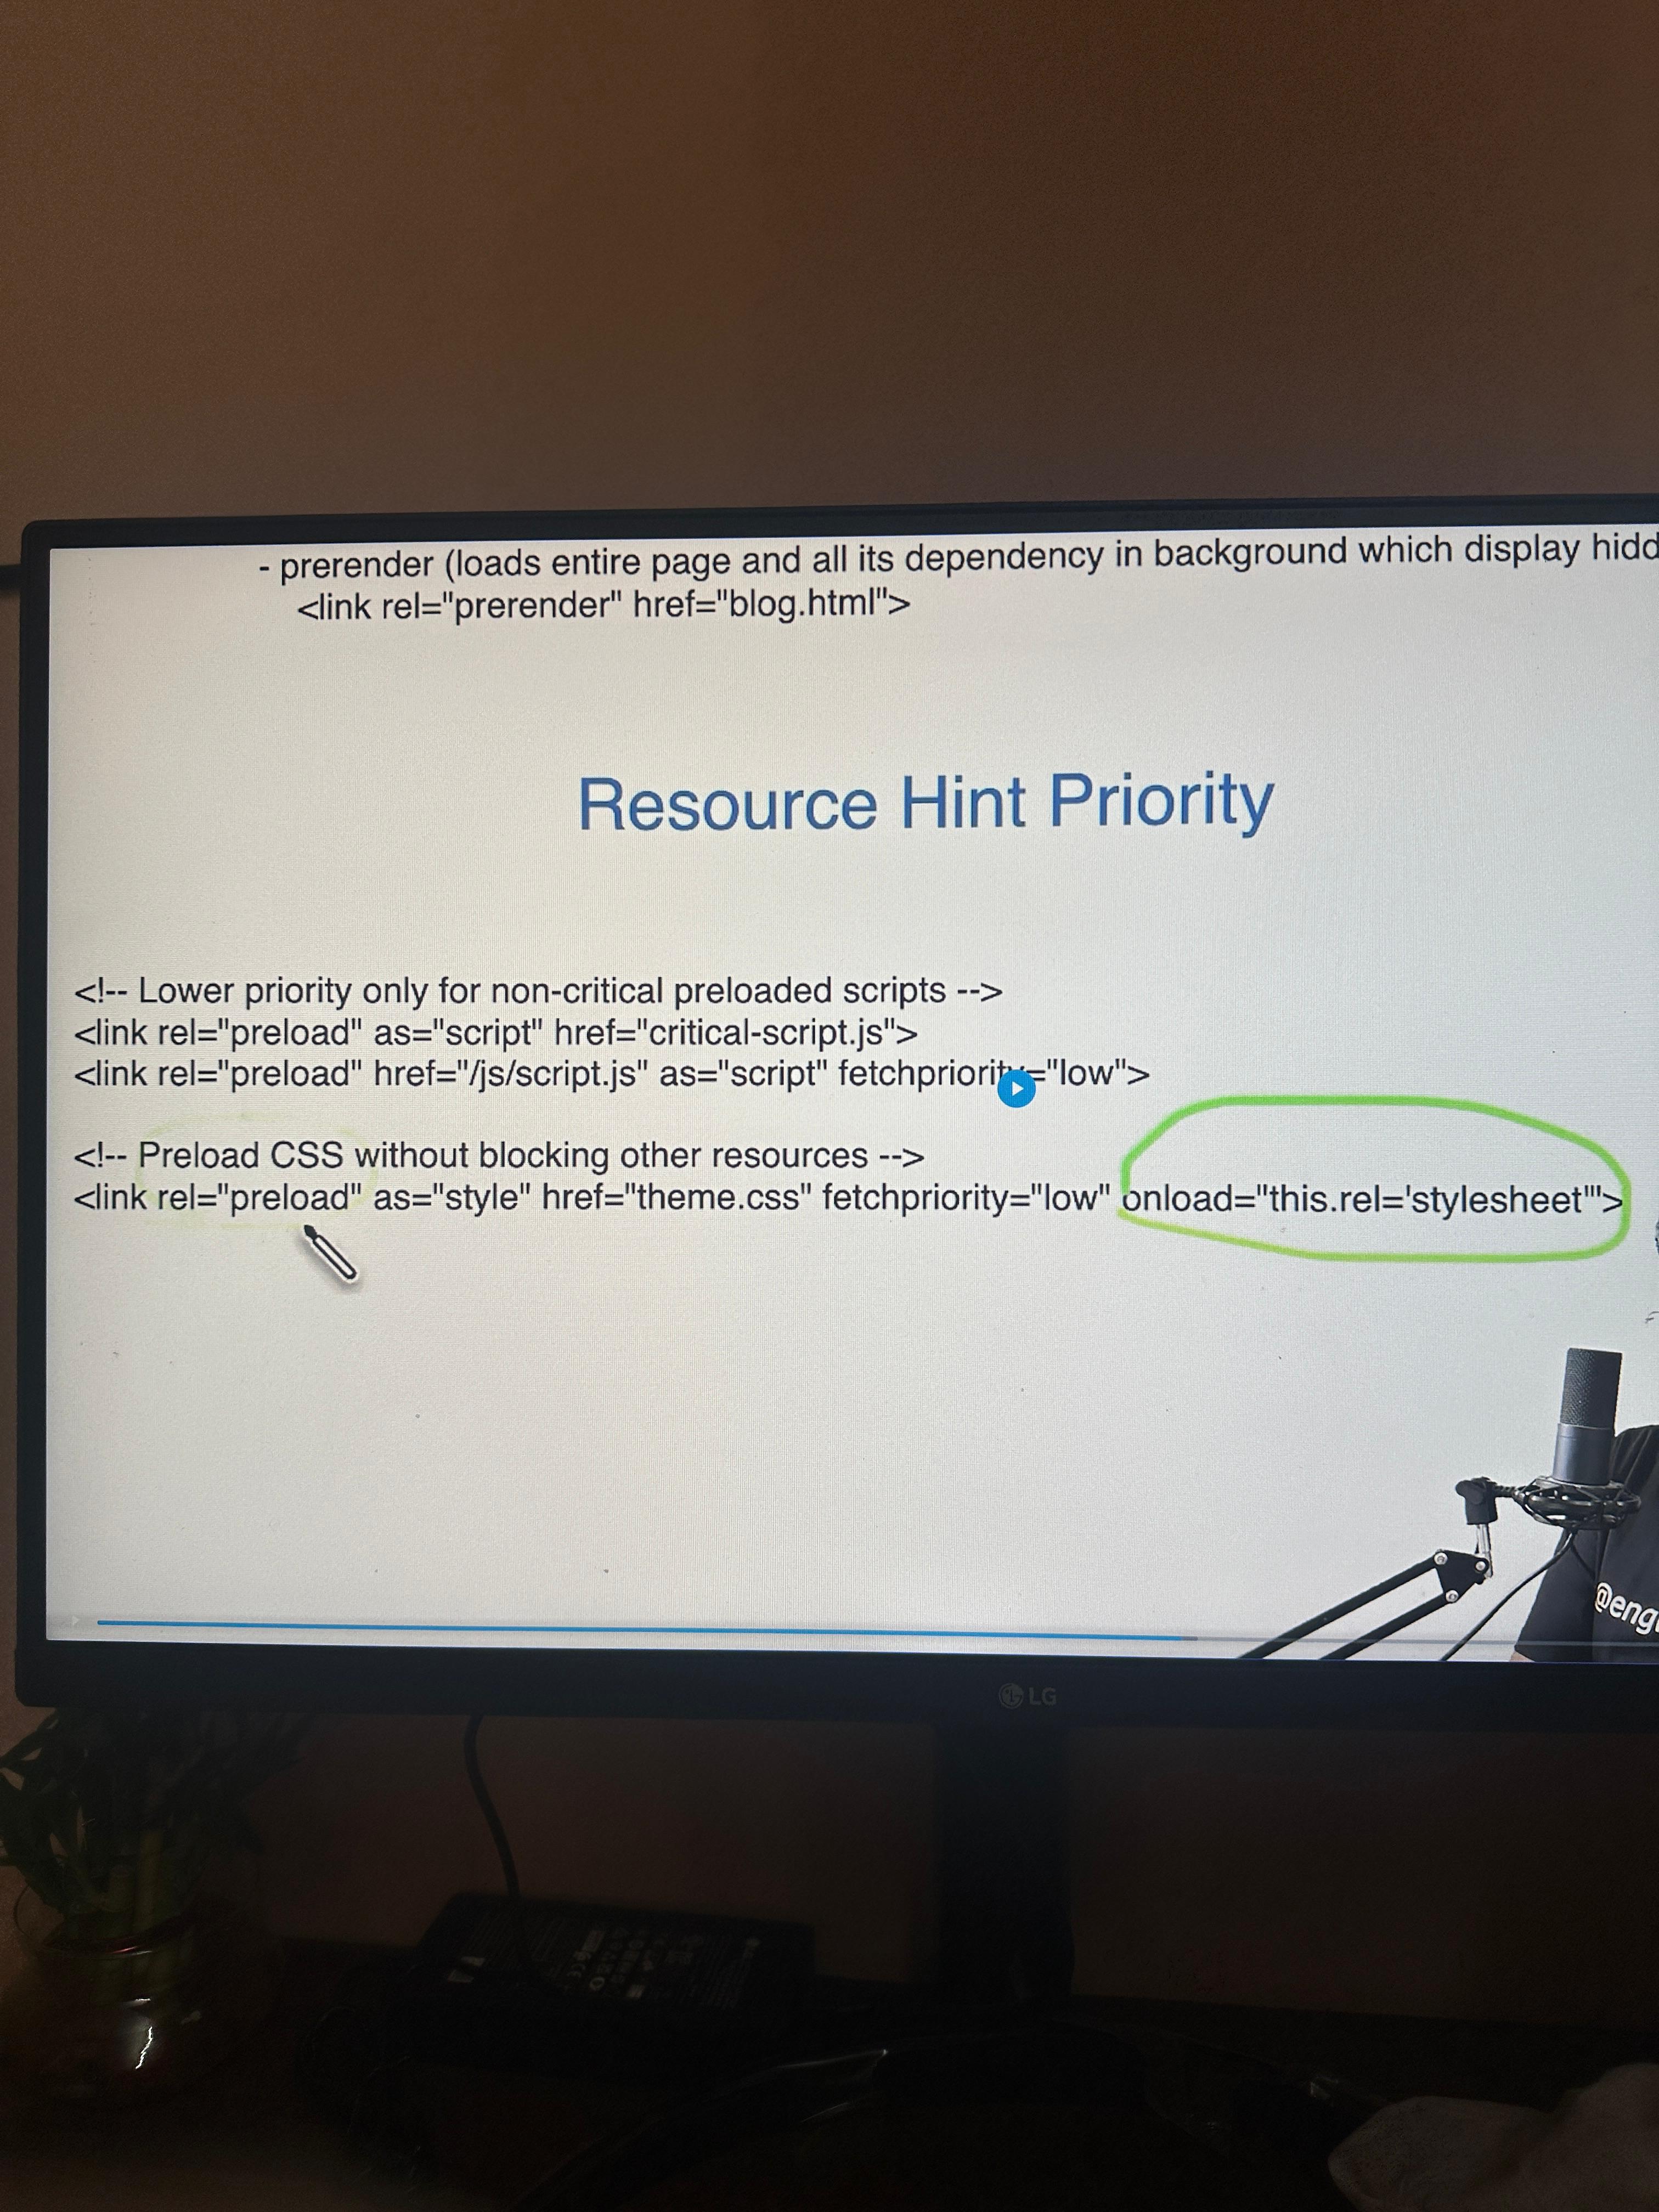 - prerender (loads entire page and all its dependency in background which display
<link rel="prerender" href="blog.html">
Resource Hint Priority
<!-- Lower priority only for non-critical preloaded scripts -->
<link rel="preload" as="script" href="critical-script.js">
<link rel="preload" href="/js/script.js" as="script" fetchpriority="low">
<!-- Preload CSS without blocking other resources -->
<link rel="preload" as="style" href="theme.css" fetchpriority="low" onload="this.rel='stylesheet'">
@eng
LG